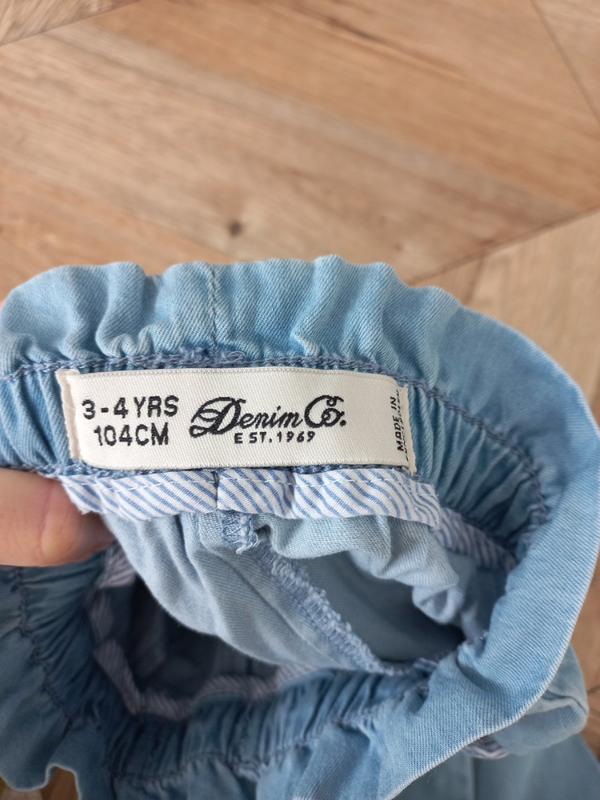 3-4 YRS
104CM
Denim Co.
EST.1969
MADE IN